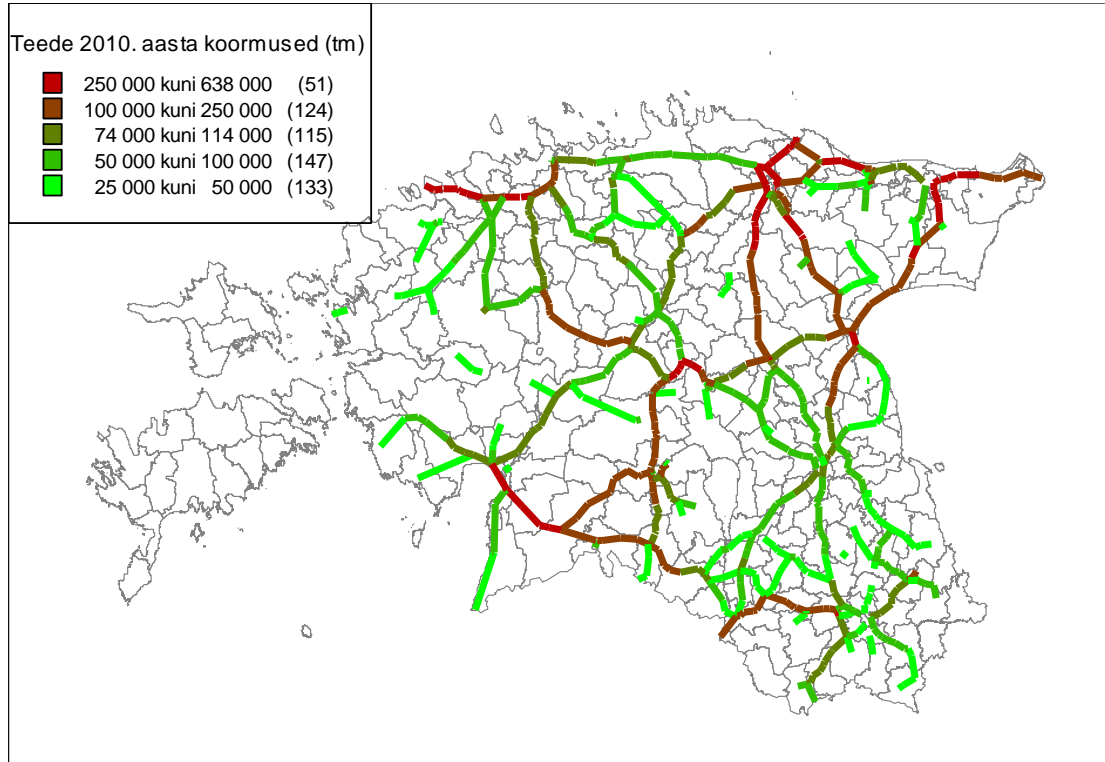 Teede 2010. aasta koormused (tm)
250 000 kuni 638 000 (51)
100 000 kuni 250 000 (124)
74 000 kuni 114 000 (115)
50 000 kuni 100 000 (147)
25 000 kuni 50 000 (133)